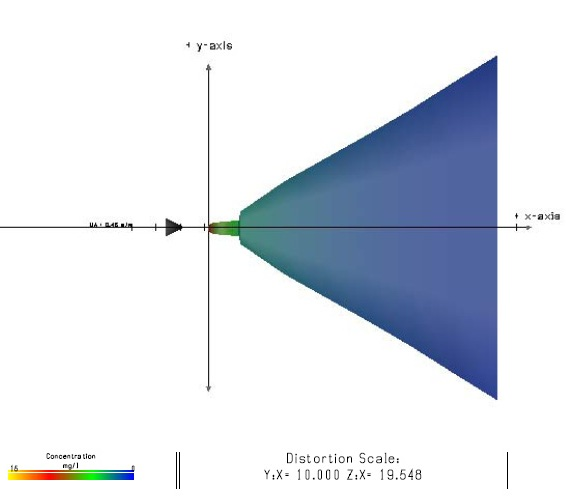 + y-axis
+ x-axis
UA = 0.45 m/s
Concentration
mg/l
16 0
Distortion Scale:
Y:X= 10.000 Z:X= 19.548